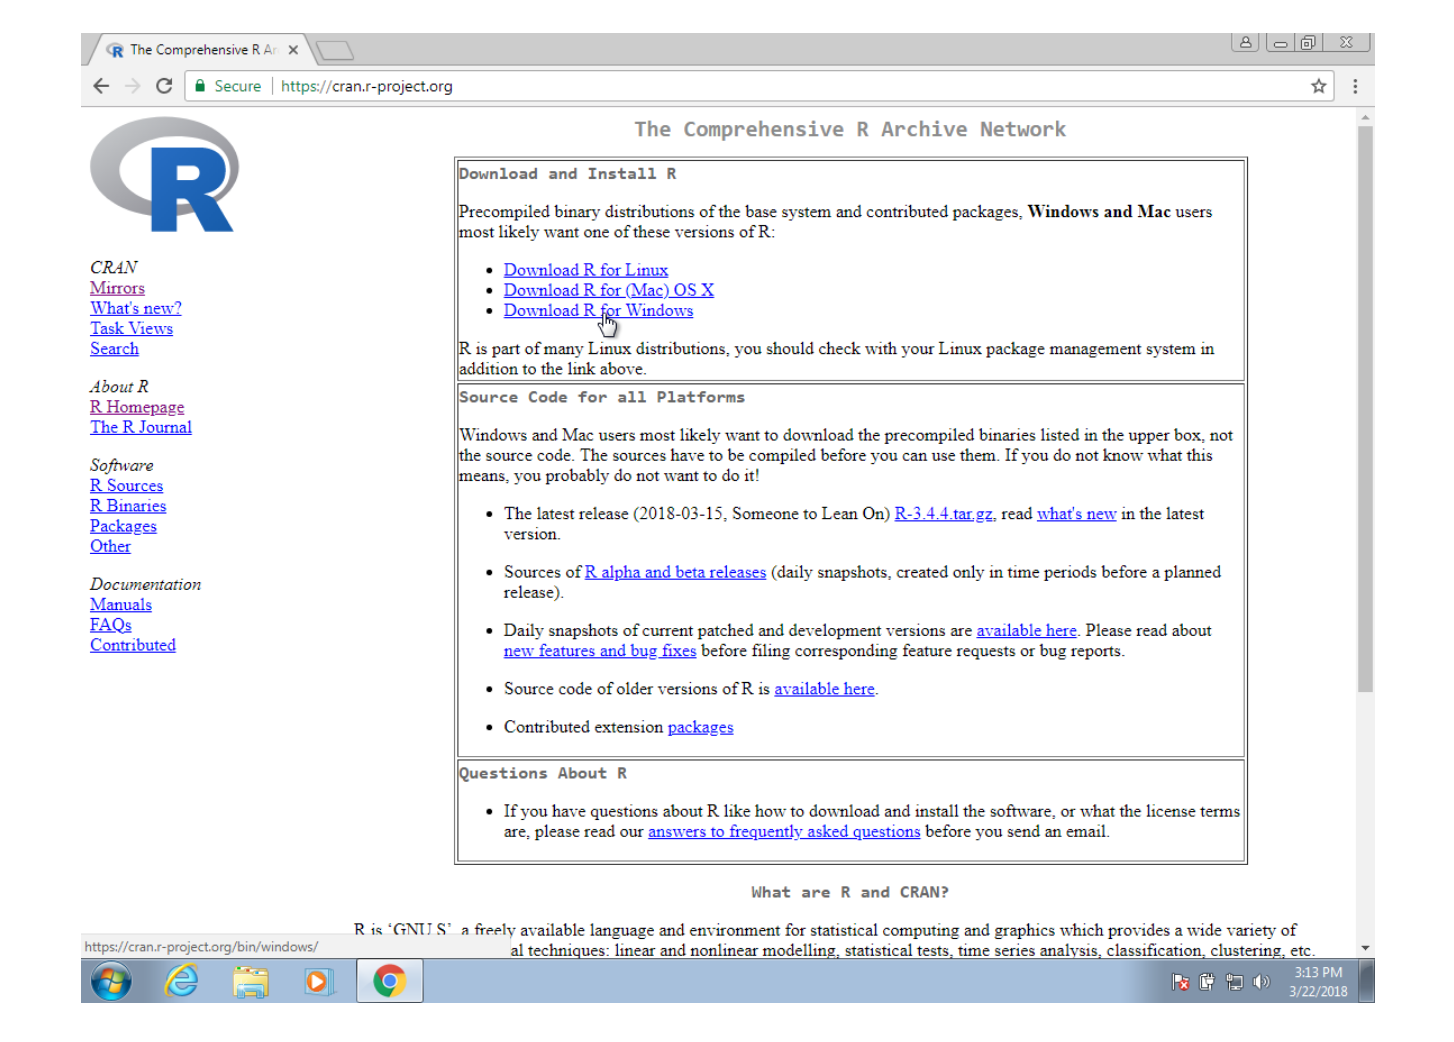 The Comprehensive R Ar
Secure | https://cran.r-project.org
R
CRAN
Mirrors
What's new?
Task Views
Search
About R
R Homepage
The R Journal
Software
R Sources
R Binaries
Packages
Other
Documentation
Manuals
FAQs
Contributed
The Comprehensive R Archive Network
Download and Install R
Precompiled binary distributions of the base system and contributed packages, Windows and Mac users
most likely want one of these versions of R:
• Download R for Linux
• Download R for (Mac) OS X
• Download R for Windows
R is part of many Linux distributions, you should check with your Linux package management system in
addition to the link above.
Source Code for all Platforms
Windows and Mac users most likely want to download the precompiled binaries listed in the upper box, not
the source code. The sources have to be compiled before you can use them. If you do not know what this
means, you probably do not want to do it!
• The latest release (2018-03-15, Someone to Lean On) R-3.4.4.tar.gz, read what's new in the latest
version.
• Sources of R alpha and beta releases (daily snapshots, created only in time periods before a planned
release).
• Daily snapshots of current patched and development versions are available here. Please read about
new features and bug fixes before filing corresponding feature requests or bug reports.
• Source code of older versions of R is available here.
• Contributed extension packages
Questions About R
• If you have questions about R like how to download and install the software, or what the license terms
are, please read our answers to frequently asked questions before you send an email.
What are R and CRAN?
R is ‘GNU S’, a freely available language and environment for statistical computing and graphics which provides a wide variety of
al techniques: linear and nonlinear modelling, statistical tests, time series analysis, classification, clustering, etc.
https://cran.r-project.org/bin/windows/
3:13 PM
3/22/2018